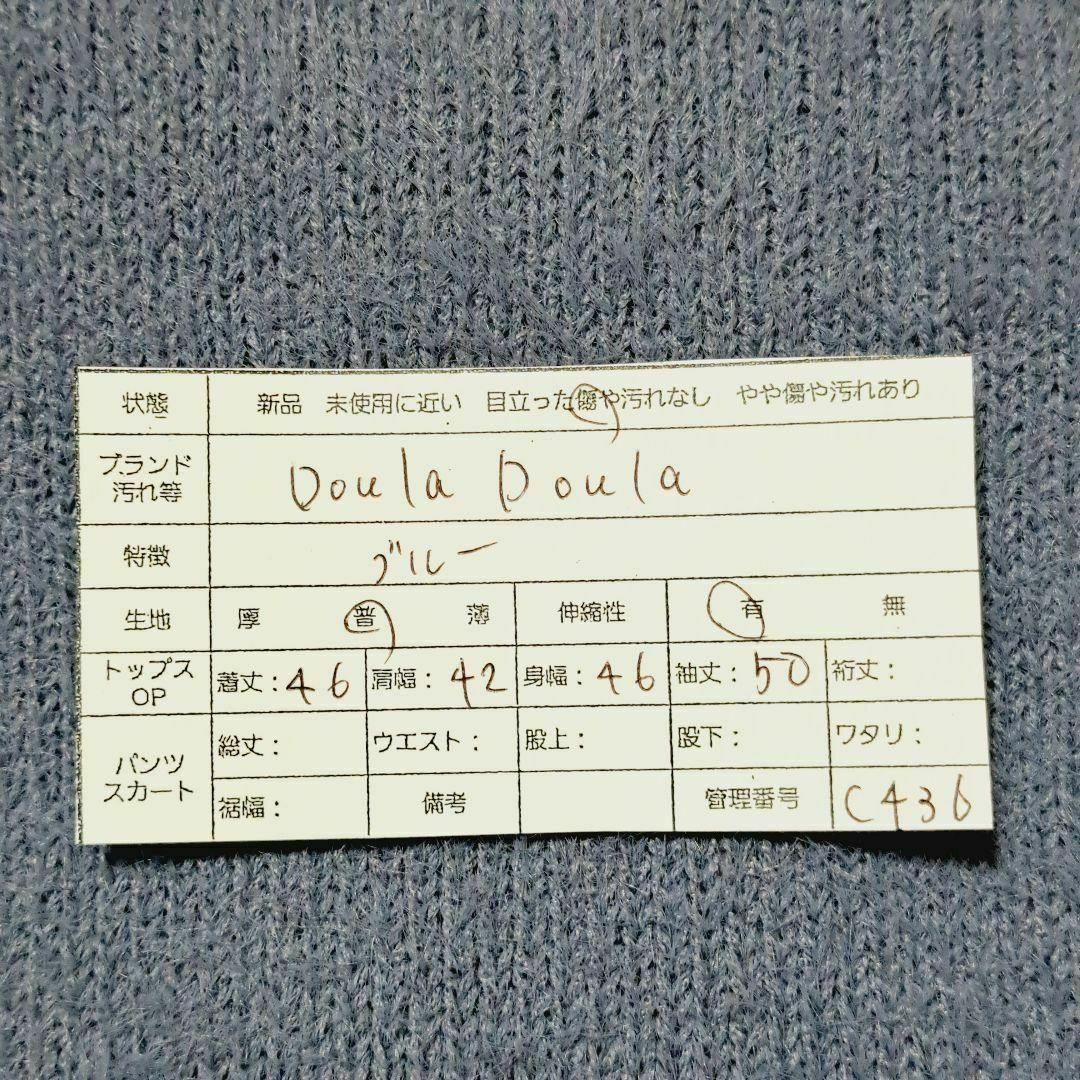 状態 新品 未使用に近い 目立った傷や汚れなし やや傷や汚れあり
ブランド
汚れ等
Doula Doula
特徴 ブルー
生地 厚 普 薄 伸縮性 有 無
トップス
OP
着丈:46 肩幅:42 身幅:46 袖丈:50 裄丈:
パンツ
スカート
総丈: ウエスト: 股上: 股下: ワタリ:
裾幅: 備考 管理番号 C436